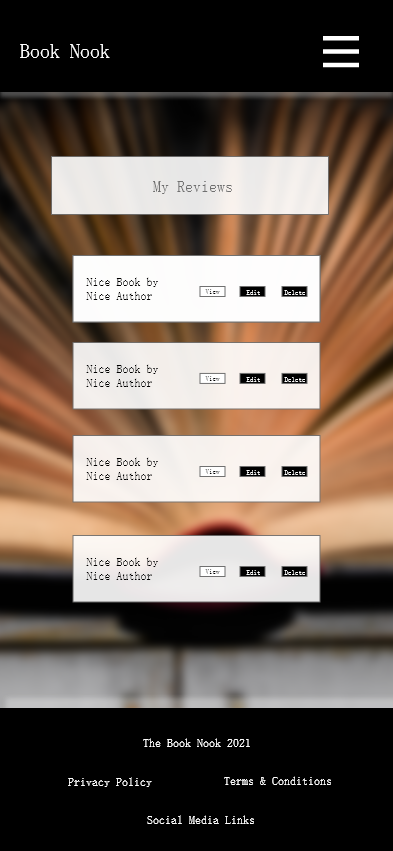 Book Nook
My Reviews
Nice Book by
Nice Author
View Edit Delete
Nice Book by
Nice Author
View Edit Delete
Nice Book by
Nice Author
View Edit Delete
Nice Book by
Nice Author
View Edit Delete
The Book Nook 2021
Privacy Policy Terms & Conditions
Social Media Links